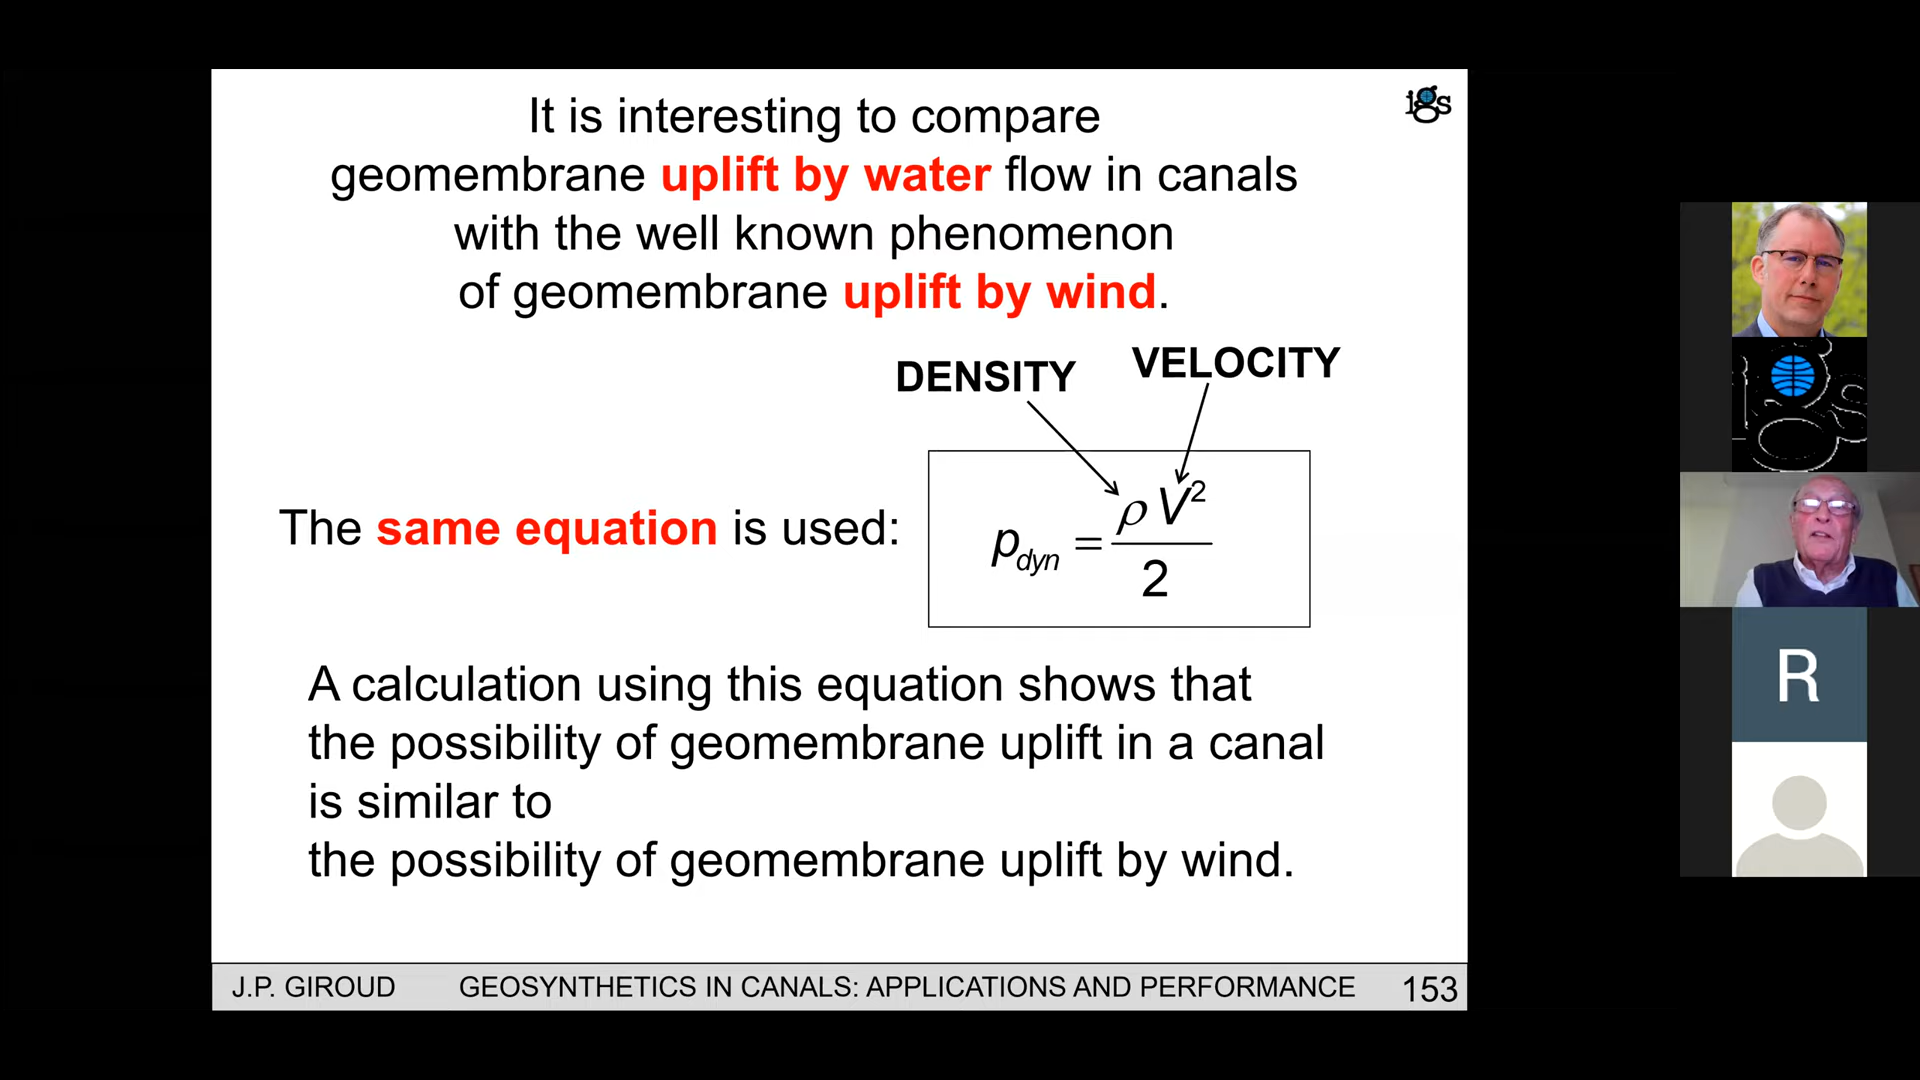 It is interesting to compare
geomembrane uplift by water flow in canals
with the well known phenomenon
of geomembrane uplift by wind.
igs
DENSITY
VELOCITY
The same equation is used:
p_dyn = ρ V² / 2
A calculation using this equation shows that
the possibility of geomembrane uplift in a canal
is similar to
the possibility of geomembrane uplift by wind.
J.P. GIROUD GEOSYNTHETICS IN CANALS: APPLICATIONS AND PERFORMANCE 153
igs
R